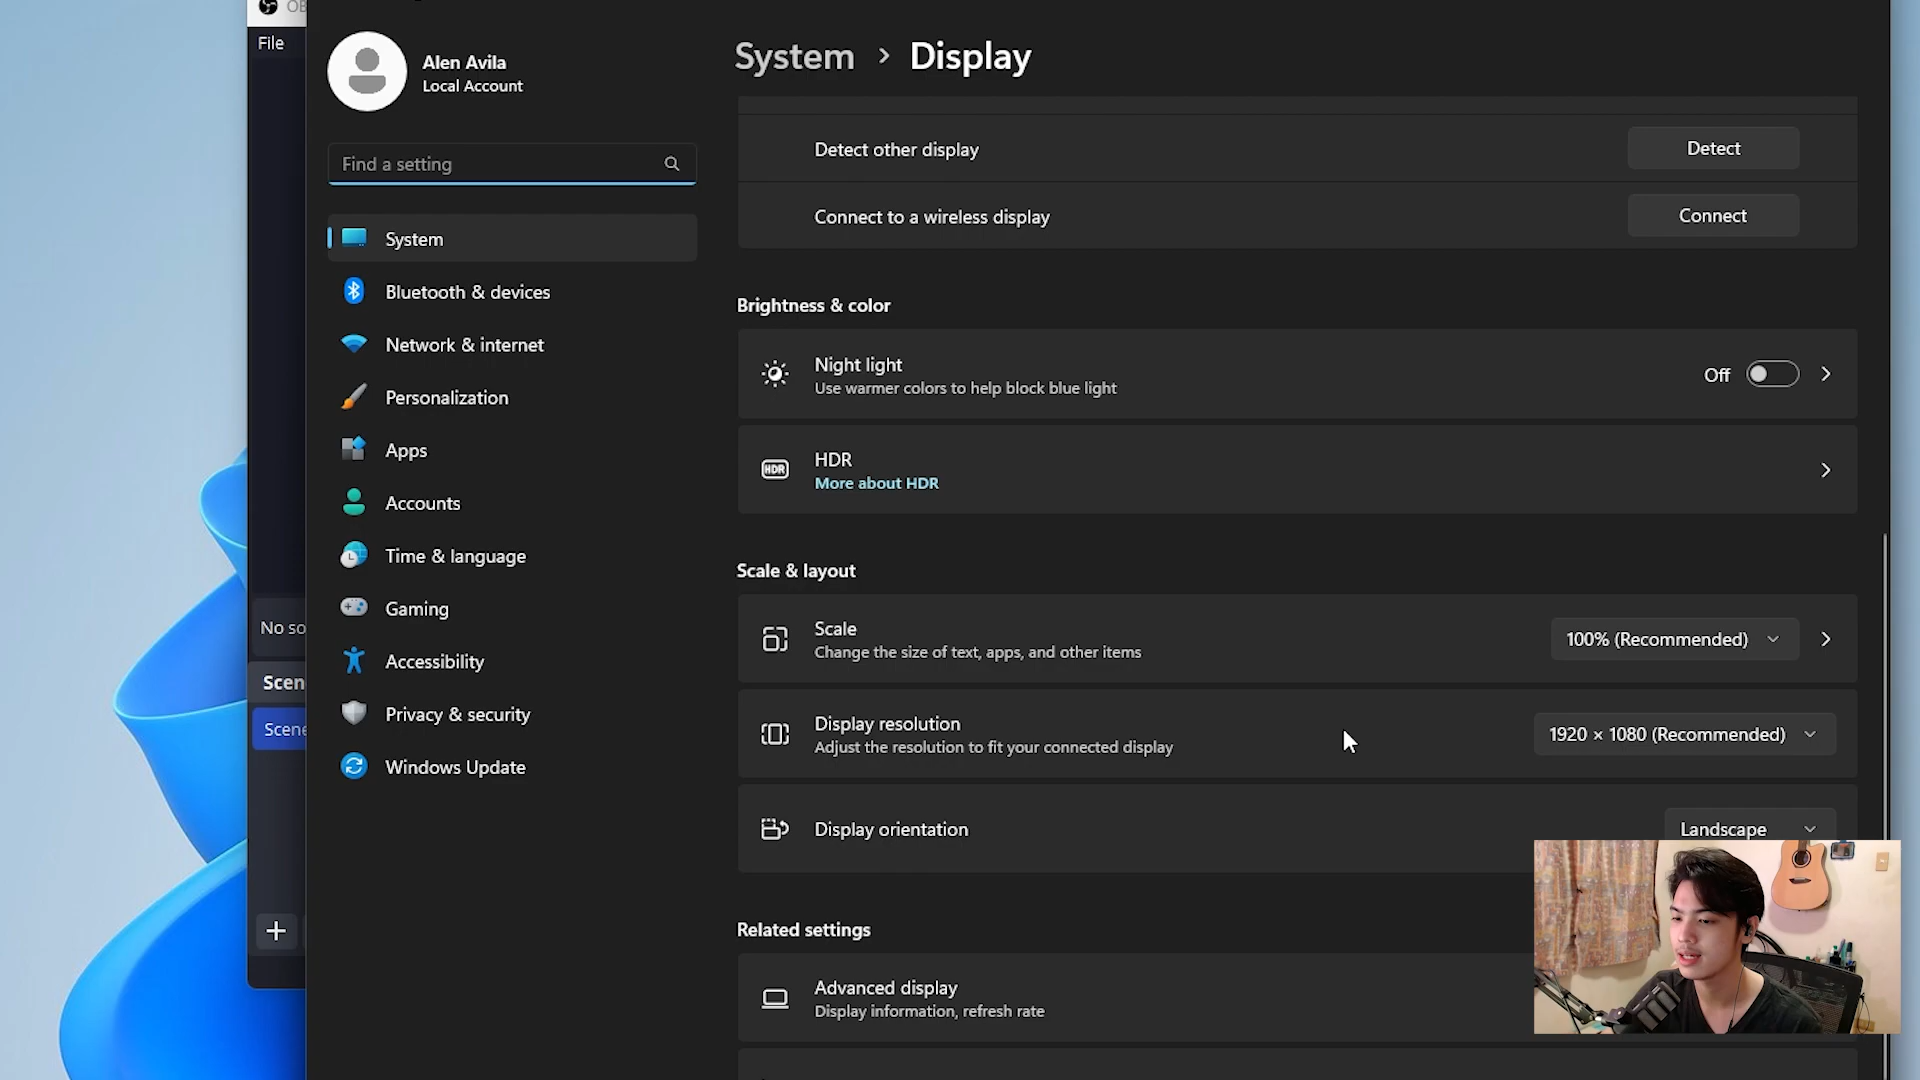 OB
File
Alen Avila
Local Account
Find a setting
System
Bluetooth & devices
Network & internet
Personalization
Apps
Accounts
Time & language
Gaming
Accessibility
Privacy & security
Windows Update
No so
Scen
Scene
System > Display
Detect other display
Detect
Connect to a wireless display
Connect
Brightness & color
Night light
Use warmer colors to help block blue light
Off
HDR
HDR
More about HDR
Scale & layout
Scale
Change the size of text, apps, and other items
100% (Recommended)
Display resolution
Adjust the resolution to fit your connected display
1920 × 1080 (Recommended)
Display orientation
Landscape
Related settings
Advanced display
Display information, refresh rate